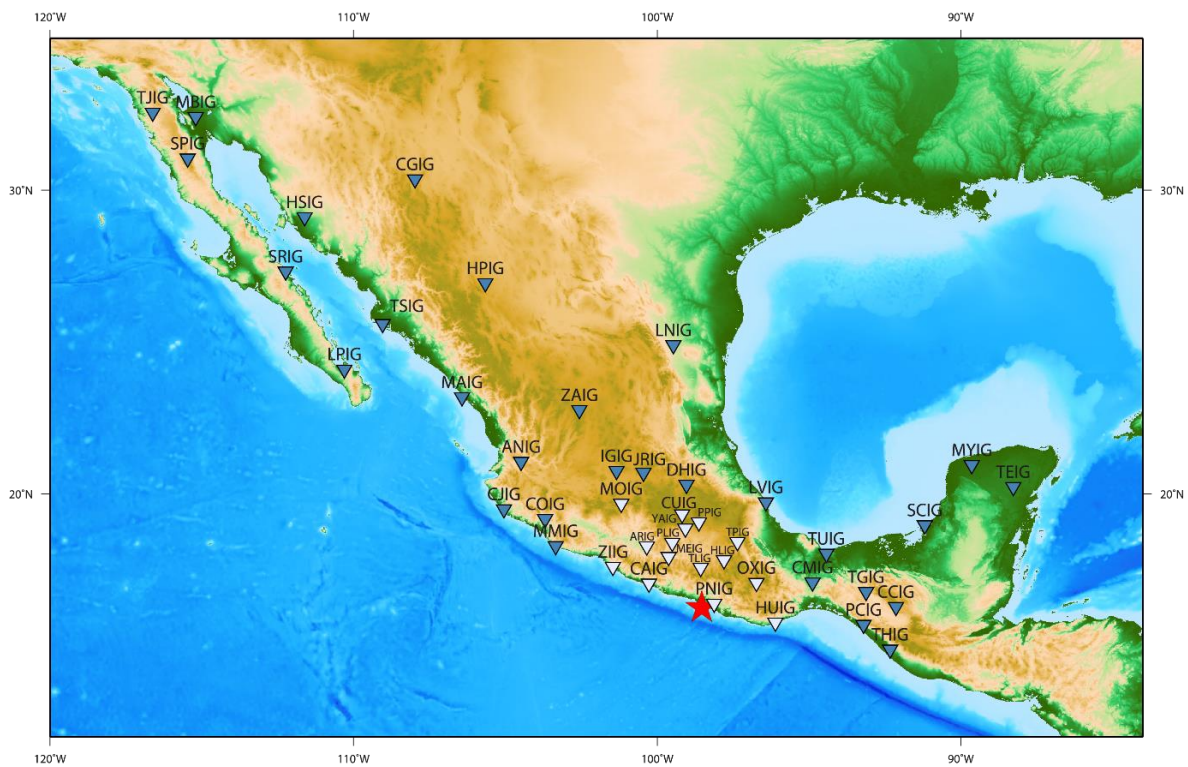 120°W 110°W 100°W 90°W
TJIG MBIG
SPIG
CGIG
30°N 30°N
HSIG
SRIG
HPIG
TSIG
LNIG
LPIG
MAIG
ZAIG
ANIG
MYIG
IGIG JRIG
DHIG
TEIG
MOIG
LVIG
20°N 20°N
CJIG
COIG
CUIG
PPIG
SCIG
YAIG
MMIG
ARIG
PLIG
TPIG
TUIG
ZIIG
MEIG
HLIG
TLIG
CAIG
OXIG
CMIG
TGIG
CCIG
PNIG
HUIG
PCIG
THIG
120°W 110°W 100°W 90°W